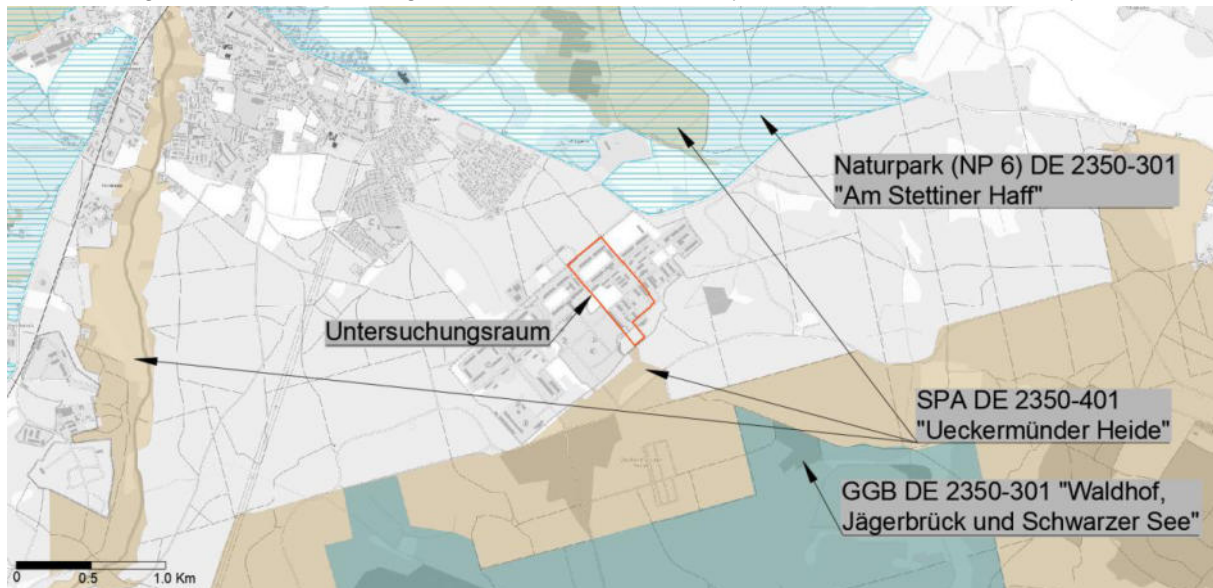 Naturpark (NP 6) DE 2350-301
"Am Stettiner Haff"
Untersuchungsraum
SPA DE 2350-401
"Ueckermünder Heide"
GGB DE 2350-301 "Waldhof,
Jägerbrück und Schwarzer See"
0 0.5 1.0 Km